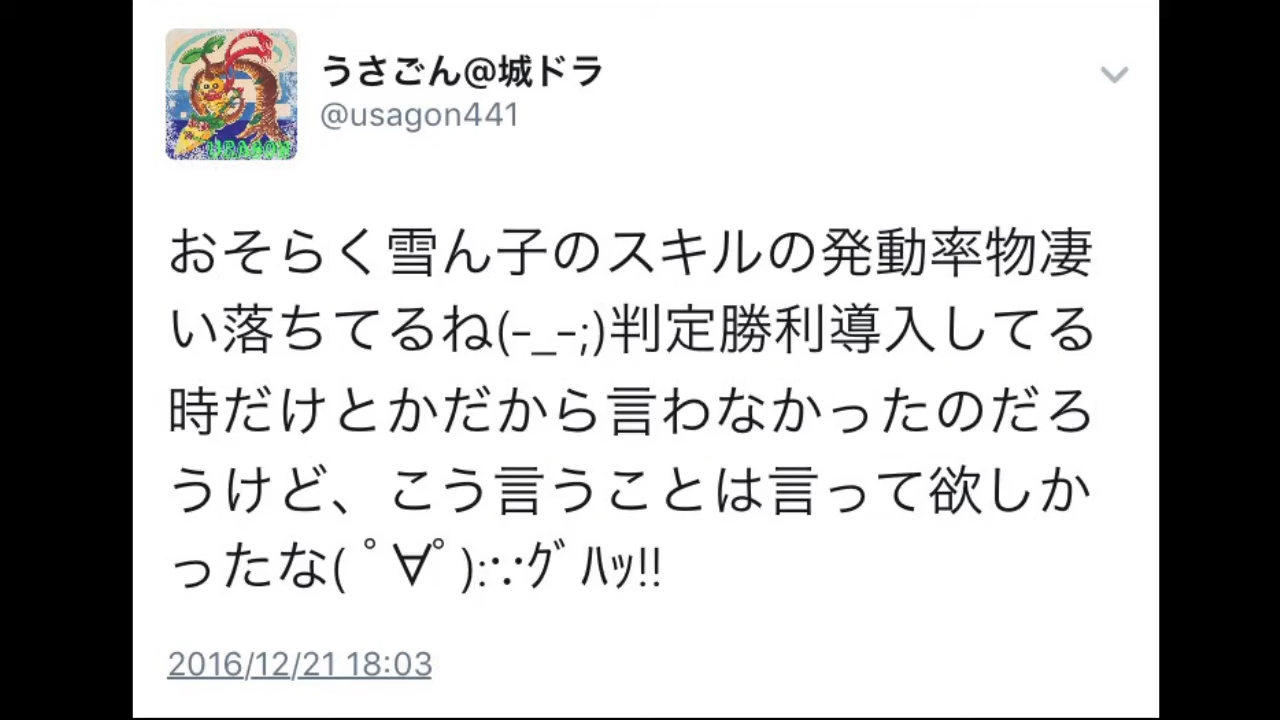 うさごん@城ドラ
@usagon441
おそらく雪ん子のスキルの発動率物凄
い落ちてるね(-_-;)判定勝利導入してる
時だけとかだから言わなかったのだろ
うけど、こう言うことは言って欲しか
ったな( ﾟ∀ﾟ):∵ｸﾞﾊｯ!!
2016/12/21 18:03
USAGON